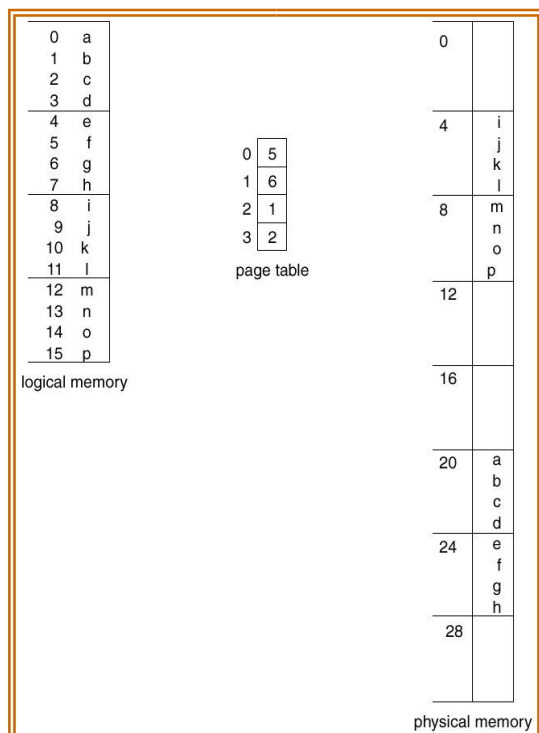 0 a
1 b
2 c
3 d
4 e
5 f
6 g
7 h
8 i
9 j
10 k
11 l
12 m
13 n
14 o
15 p
logical memory
0 5
1 6
2 1
3 2
page table
0
4 i
j
k
l
8 m
n
o
p
12
16
20 a
b
c
d
24 e
f
g
h
28
physical memory